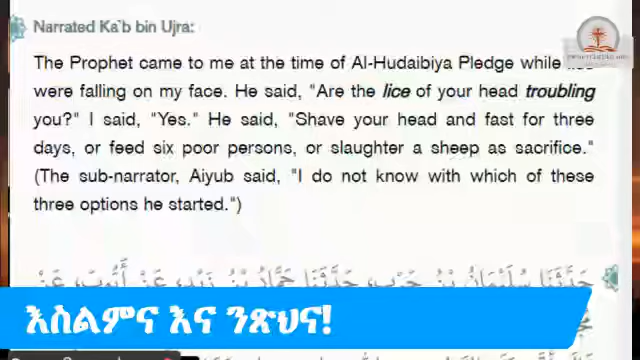 Narrated Ka`b bin Ujra:
The Prophet came to me at the time of Al-Hudaibiya Pledge while lice
were falling on my face. He said, "Are the lice of your head troubling
you?" I said, "Yes." He said, "Shave your head and fast for three
days, or feed six poor persons, or slaughter a sheep as sacrifice."
(The sub-narrator, Aiyub said, "I do not know with which of these
three options he started.")
حَدَّثَنَا سُلَيْمَانُ بْنُ حَرْبٍ، حَدَّثَنَا حَمَّادُ بْنُ زَيْدٍ، عَنْ أَيُّوبَ، عَنْ
እስልምና እና ንጽህና!